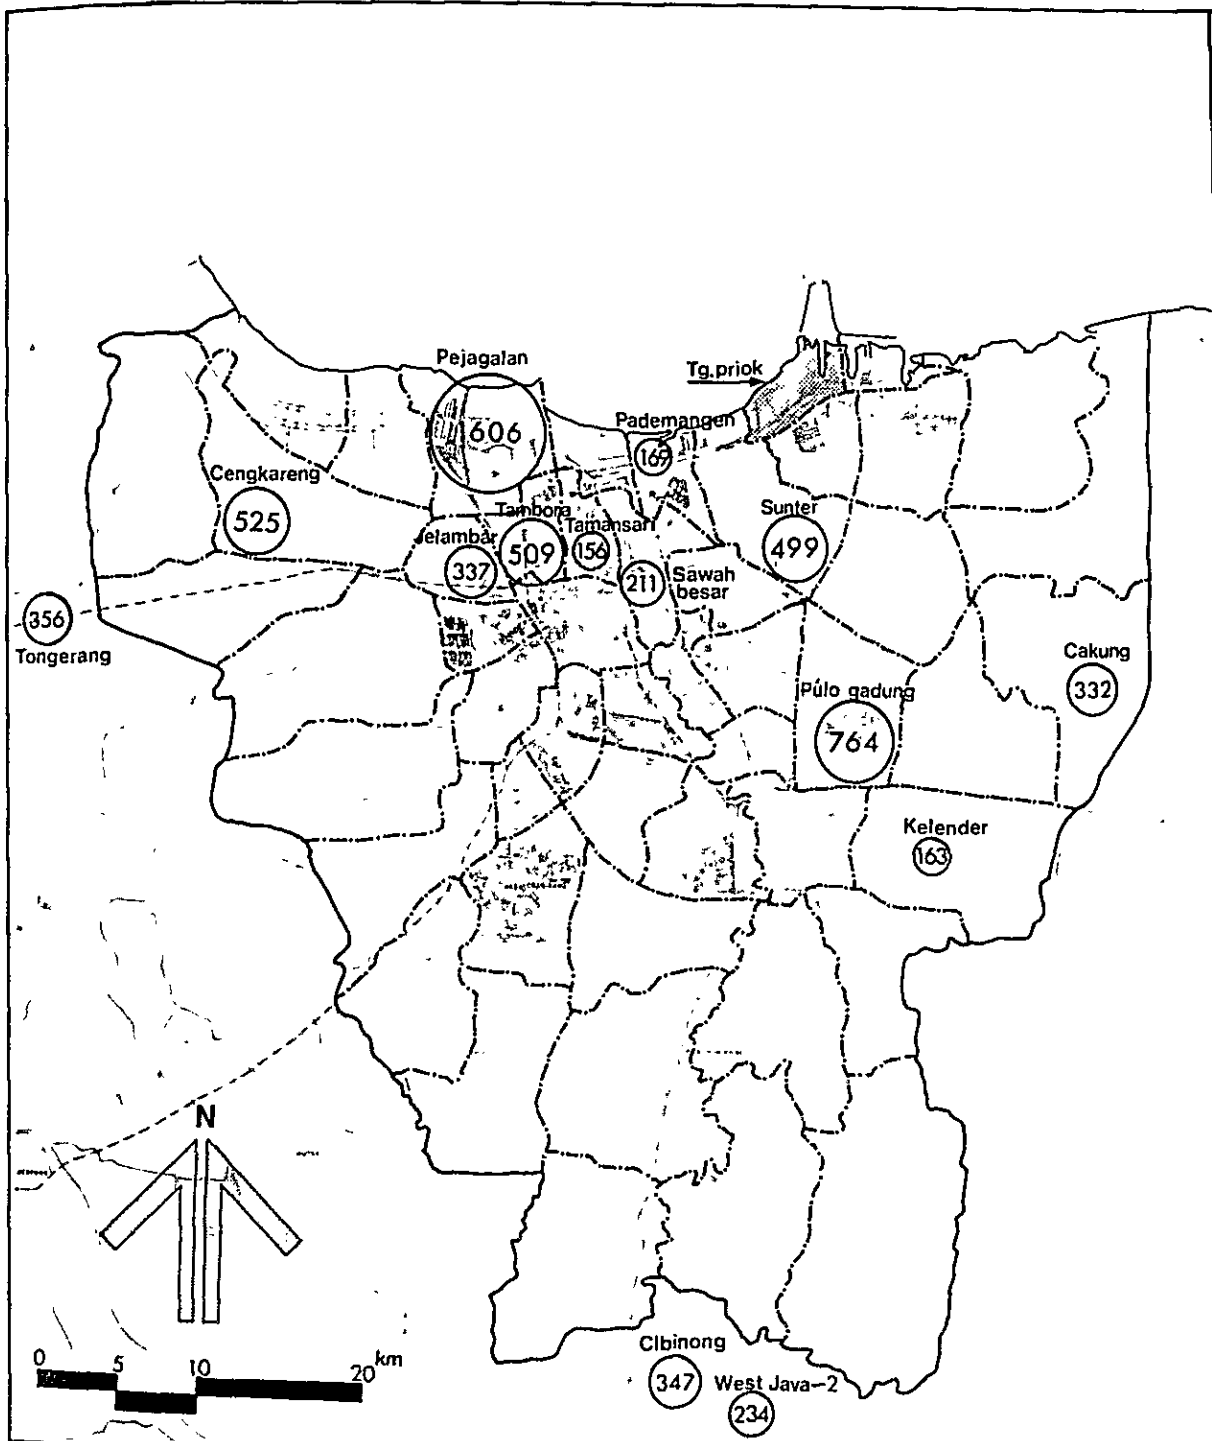 Pejagalan
Tg.priok
606
Pademangen
169
Cengkareng
525
Tambora
509
Tamansari
156
Jelambar
337
Sunter
499
211
Sawah
besar
356
Tongerang
Cakung
332
Pulo gadung
764
Kelender
163
N
0 5 10 20 km
CIbinong
347
West Java-2
234